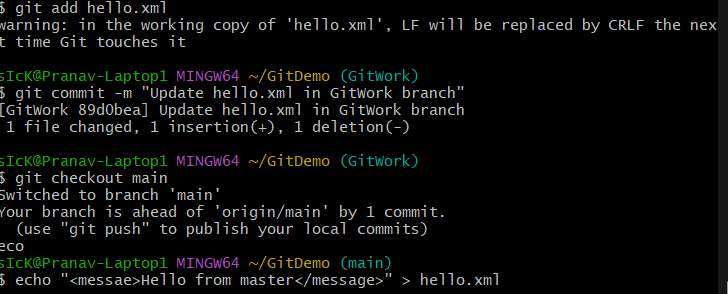 $ git add hello.xml
warning: in the working copy of 'hello.xml', LF will be replaced by CRLF the nex
t time Git touches it
sIcK@Pranav-Laptop1 MINGW64 ~/GitDemo (GitWork)
$ git commit -m "Update hello.xml in GitWork branch"
[GitWork 89d0bea] Update hello.xml in GitWork branch
1 file changed, 1 insertion(+), 1 deletion(-)
sIcK@Pranav-Laptop1 MINGW64 ~/GitDemo (GitWork)
$ git checkout main
Switched to branch 'main'
Your branch is ahead of 'origin/main' by 1 commit.
(use "git push" to publish your local commits)
eco
sIcK@Pranav-Laptop1 MINGW64 ~/GitDemo (main)
$ echo "<messae>Hello from master</message>" > hello.xml